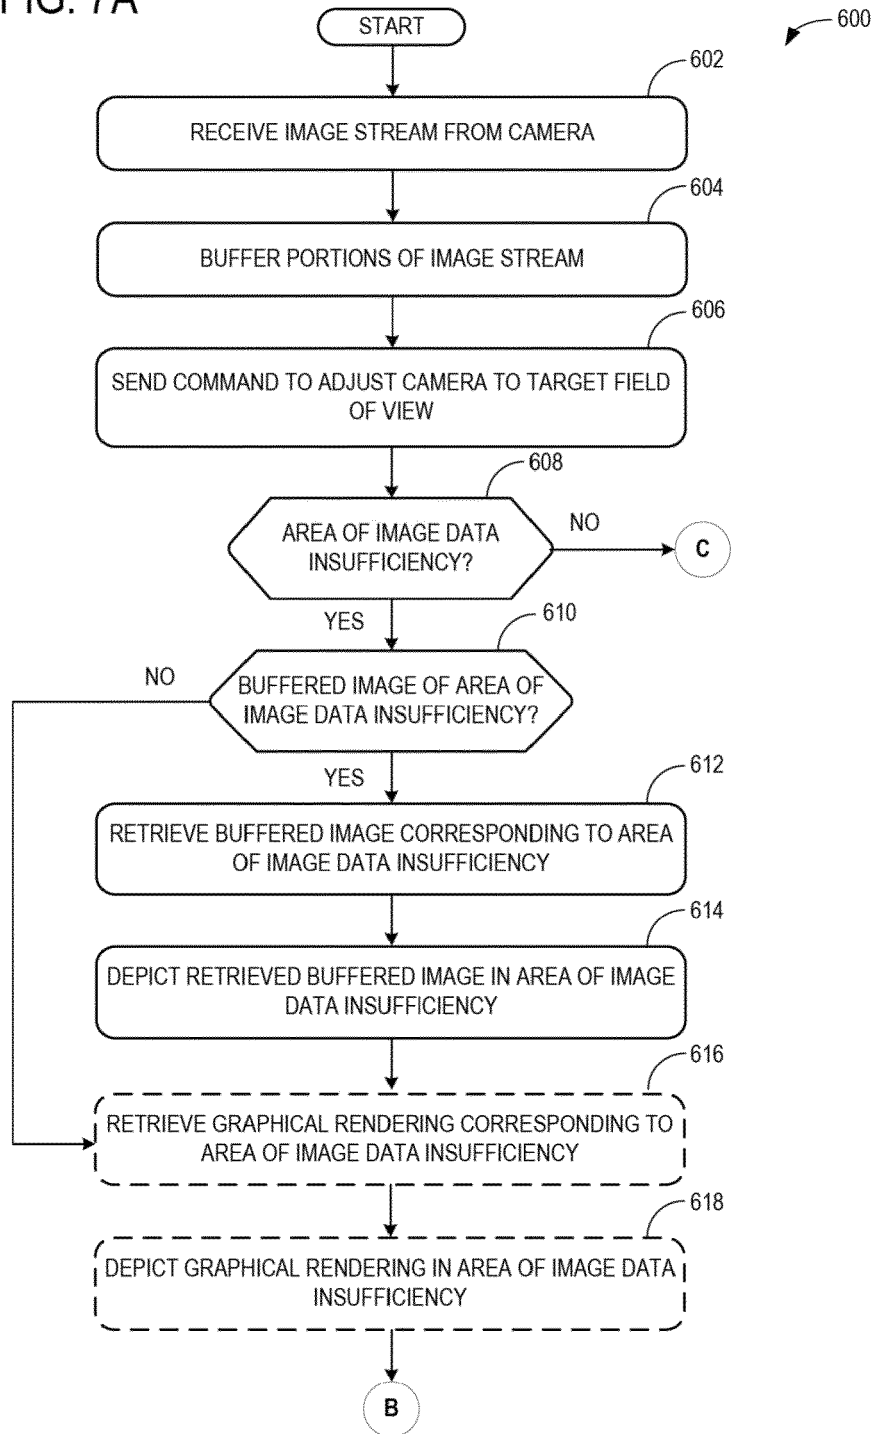 FIG. 7A
START
600
602
RECEIVE IMAGE STREAM FROM CAMERA
604
BUFFER PORTIONS OF IMAGE STREAM
606
SEND COMMAND TO ADJUST CAMERA TO TARGET FIELD
OF VIEW
608
AREA OF IMAGE DATA
INSUFFICIENCY?
NO
C
YES
610
BUFFERED IMAGE OF AREA OF
IMAGE DATA INSUFFICIENCY?
NO
YES
612
RETRIEVE BUFFERED IMAGE CORRESPONDING TO AREA
OF IMAGE DATA INSUFFICIENCY
614
DEPICT RETRIEVED BUFFERED IMAGE IN AREA OF IMAGE
DATA INSUFFICIENCY
616
RETRIEVE GRAPHICAL RENDERING CORRESPONDING TO
AREA OF IMAGE DATA INSUFFICIENCY
618
DEPICT GRAPHICAL RENDERING IN AREA OF IMAGE DATA
INSUFFICIENCY
B